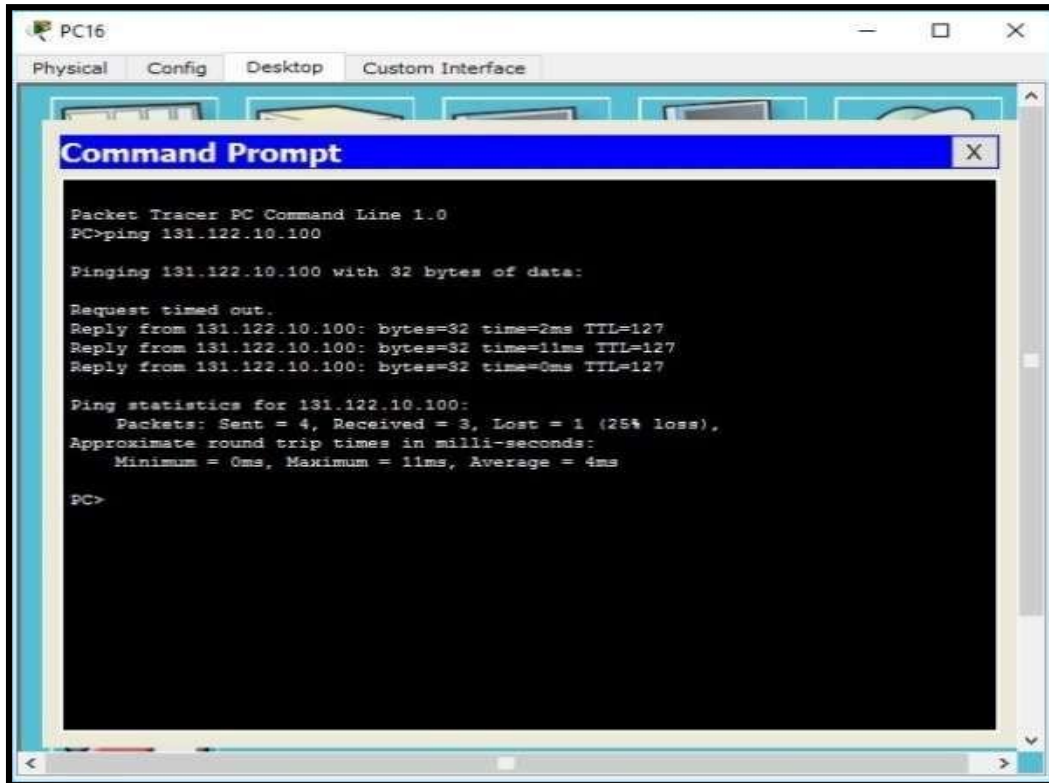 PC16
Physical Config Desktop Custom Interface
Command Prompt
X
Packet Tracer PC Command Line 1.0
PC>ping 131.122.10.100
Pinging 131.122.10.100 with 32 bytes of data:
Request timed out.
Reply from 131.122.10.100: bytes=32 time=2ms TTL=127
Reply from 131.122.10.100: bytes=32 time=11ms TTL=127
Reply from 131.122.10.100: bytes=32 time=0ms TTL=127
Ping statistics for 131.122.10.100:
Packets: Sent = 4, Received = 3, Lost = 1 (25% loss),
Approximate round trip times in milli-seconds:
Minimum = 0ms, Maximum = 11ms, Average = 4ms
PC>